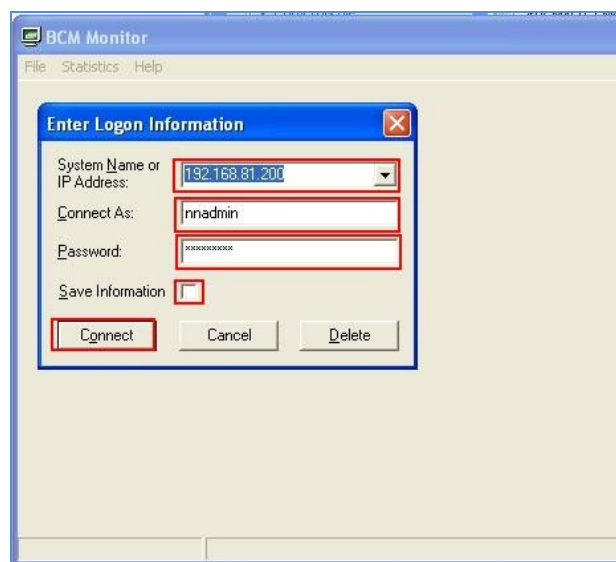 BCM Monitor
File Statistics Help
Enter Logon Information
System Name or
IP Address:
192.168.81.200
Connect As:
nnadmin
Password:
*********
Save Information
Connect Cancel Delete